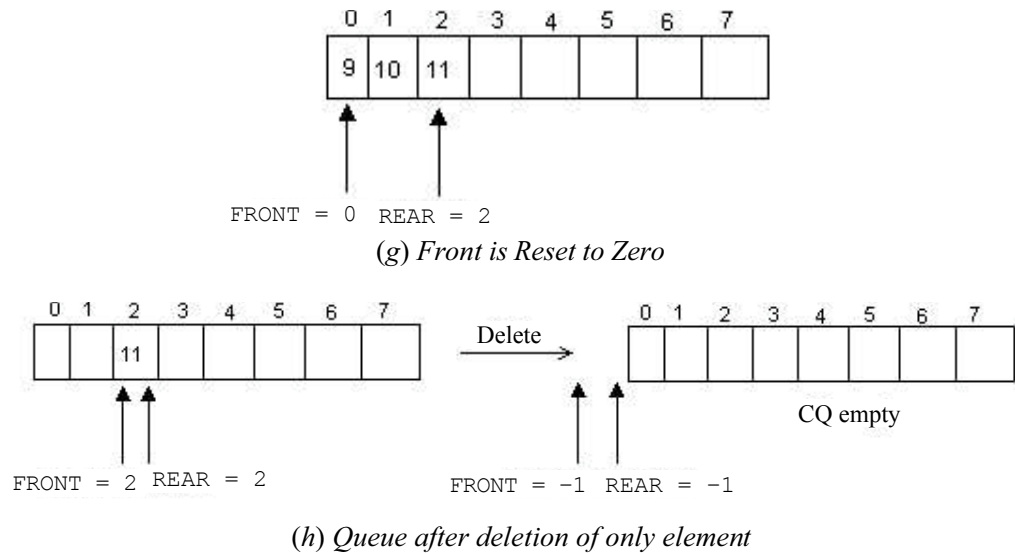 0 1 2 3 4 5 6 7
9 10 11
FRONT = 0 REAR = 2
(g) Front is Reset to Zero
0 1 2 3 4 5 6 7
11
FRONT = 2 REAR = 2
Delete
0 1 2 3 4 5 6 7
CQ empty
FRONT = –1 REAR = –1
(h) Queue after deletion of only element